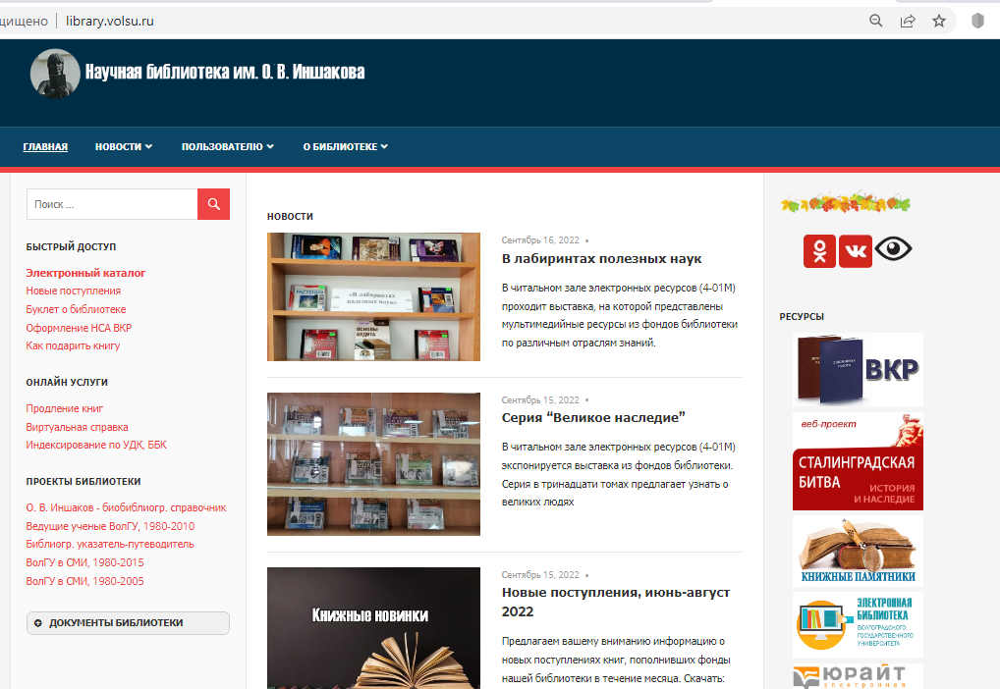 щищено
library.volsu.ru
Научная библиотека им. О. В. Иншакова
ГЛАВНАЯ
НОВОСТИ
ПОЛЬЗОВАТЕЛЮ
О БИБЛИОТЕКЕ
Поиск ...
БЫСТРЫЙ ДОСТУП
Электронный каталог
Новые поступления
Буклет о библиотеке
Оформление НСА ВКР
Как подарить книгу
ОНЛАЙН УСЛУГИ
Продление книг
Виртуальная справка
Индексирование по УДК, ББК
ПРОЕКТЫ БИБЛИОТЕКИ
О. В. Иншаков - биобиблиогр. справочник
Ведущие ученые ВолГУ, 1980-2010
Библиогр. указатель-путеводитель
ВолГУ в СМИ, 1980-2015
ВолГУ в СМИ, 1980-2005
ДОКУМЕНТЫ БИБЛИОТЕКИ
НОВОСТИ
«В лабиринтах
полезных наук»
ОСНОВЫ
АУДИТА
Сентябрь 16, 2022 •
В лабиринтах полезных наук
В читальном зале электронных ресурсов (4-01М)
проходит выставка, на которой представлены
мультимедийные ресурсы из фондов библиотеки
по различным отраслям знаний.
Сентябрь 15, 2022 •
Серия “Великое наследие”
В читальном зале электронных ресурсов (4-01М)
экспонируется выставка из фондов библиотеки.
Серия в тринадцати томах предлагает узнать о
великих людях
Книжные новинки
Сентябрь 15, 2022 •
Новые поступления, июнь-август
2022
Предлагаем вашему вниманию информацию о
новых поступлениях книг, пополнивших фонды
нашей библиотеки в течение месяца. Скачать:
РЕСУРСЫ
ВКР
веб-проект
СТАЛИНГРАДСКАЯ
БИТВА
ИСТОРИЯ
И НАСЛЕДИЕ
КНИЖНЫЕ ПАМЯТНИКИ
ЭЛЕКТРОННАЯ
БИБЛИОТЕКА
ВОЛГОГРАДСКОГО
ГОСУДАРСТВЕННОГО
УНИВЕРСИТЕТА
юрайт
электронная